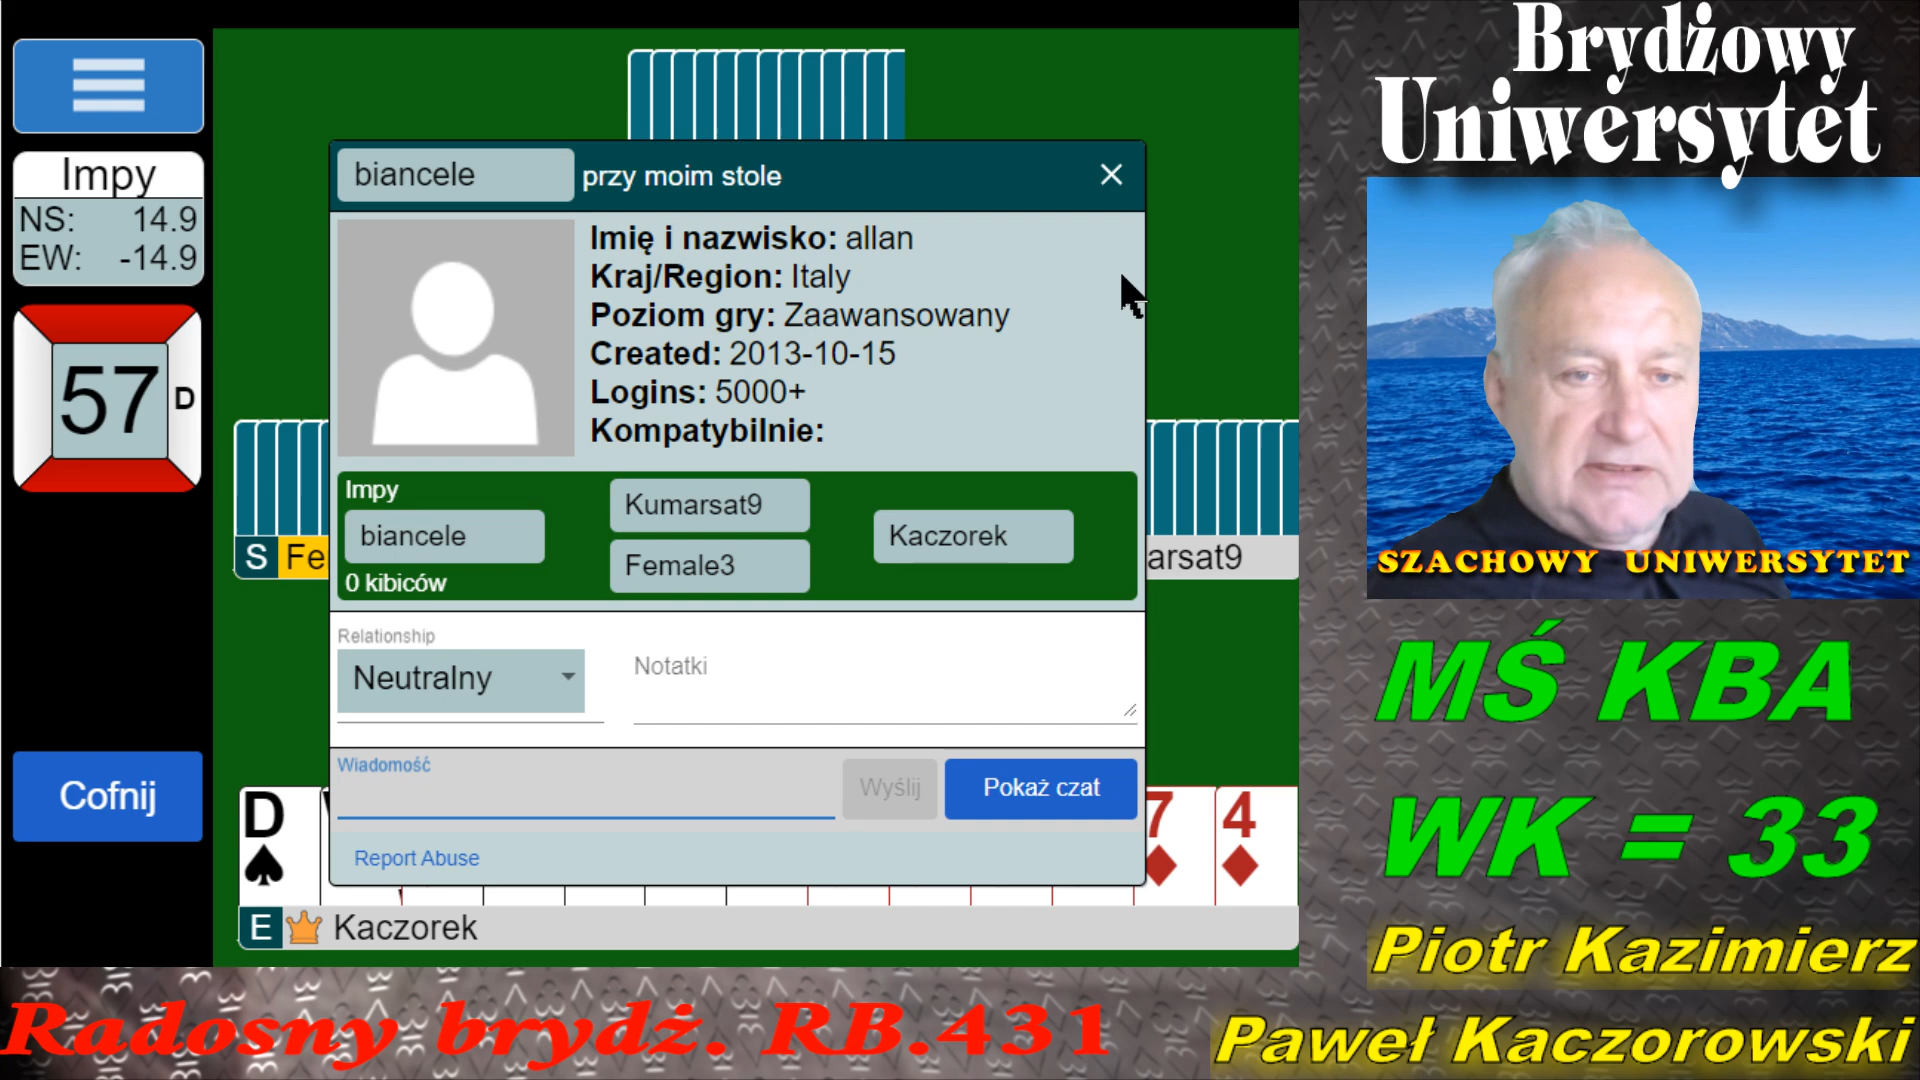 Impy
NS: 14.9
EW: -14.9
57 D
Cofnij
biancele przy moim stole
Imię i nazwisko: allan
Kraj/Region: Italy
Poziom gry: Zaawansowany
Created: 2013-10-15
Logins: 5000+
Kompatybilnie:
Impy
biancele
Kumarsat9
Female3
Kaczorek
0 kibiców
S Fe
arsat9
Relationship
Neutralny
Notatki
Wiadomość
Wyślij
Pokaż czat
Report Abuse
D
7
4
E Kaczorek
Brydżowy
Uniwersytet
SZACHOWY UNIWERSYTET
MŚ KBA
WK = 33
Piotr Kazimierz
Paweł Kaczorowski
Radosny brydż. RB.431